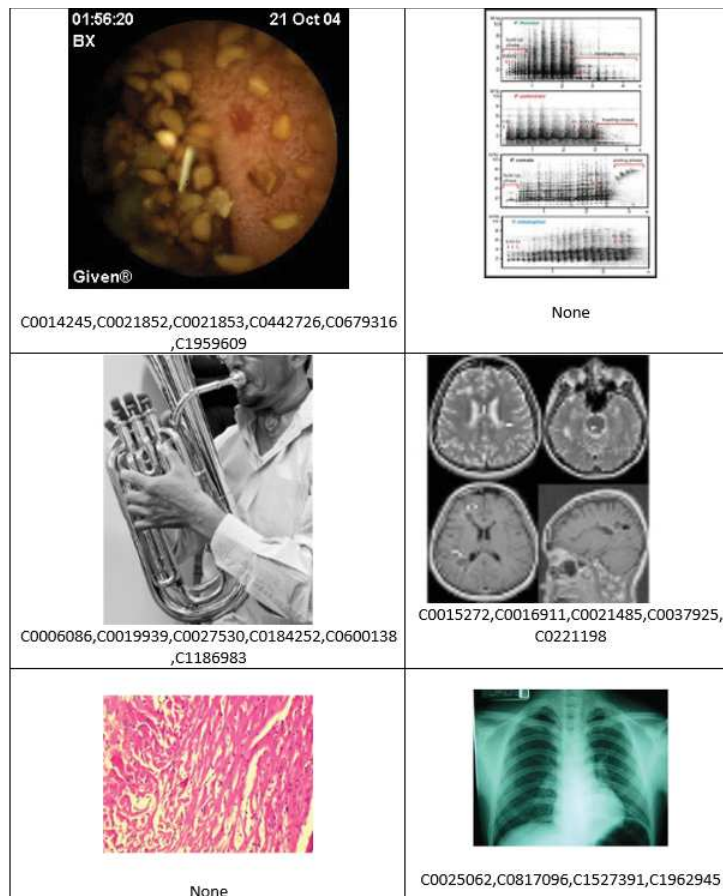 01:56:20 21 Oct 04
BX
Given®
C0014245,C0021852,C0021853,C0442726,C0679316
,C1959609
None
C0006086,C0019939,C0027530,C0184252,C0600138
,C1186983
C0015272,C0016911,C0021485,C0037925,
C0221198
None
C0025062,C0817096,C1527391,C1962945